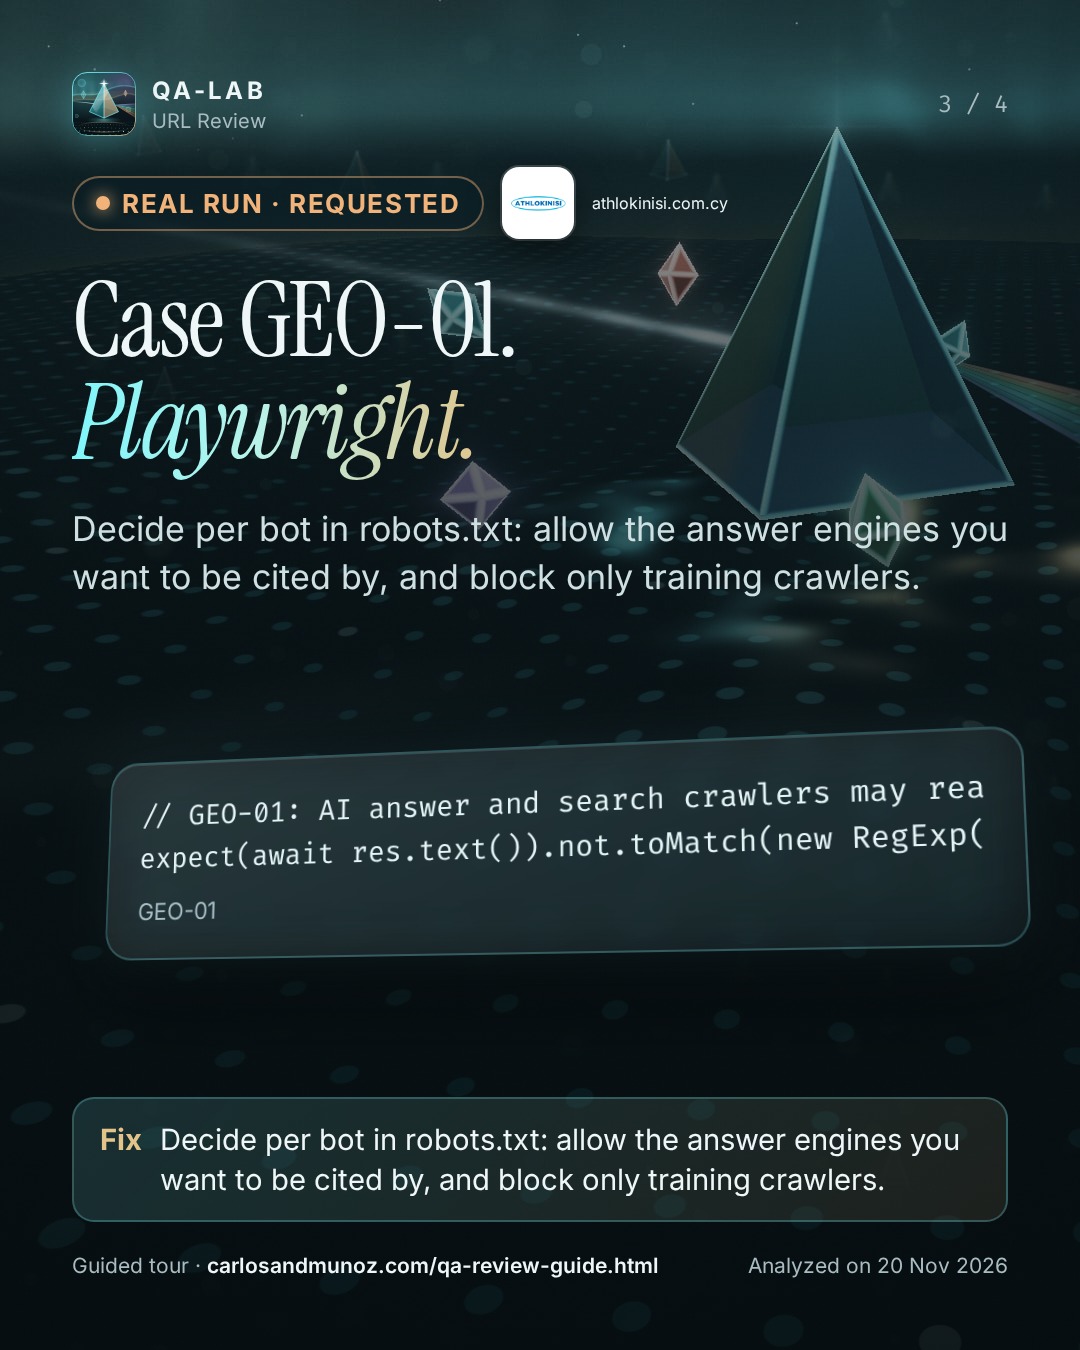 QA-LAB
URL Review
3 / 4
REAL RUN · REQUESTED
ATHLOKINISI
athlokinisi.com.cy
Case GEO-01.
Playwright.
Decide per bot in robots.txt: allow the answer engines you
want to be cited by, and block only training crawlers.
// GEO-01: AI answer and search crawlers may rea
expect(await res.text()).not.toMatch(new RegExp(
GEO-01
Fix Decide per bot in robots.txt: allow the answer engines you
want to be cited by, and block only training crawlers.
Guided tour · carlosandmunoz.com/qa-review-guide.html
Analyzed on 20 Nov 2026